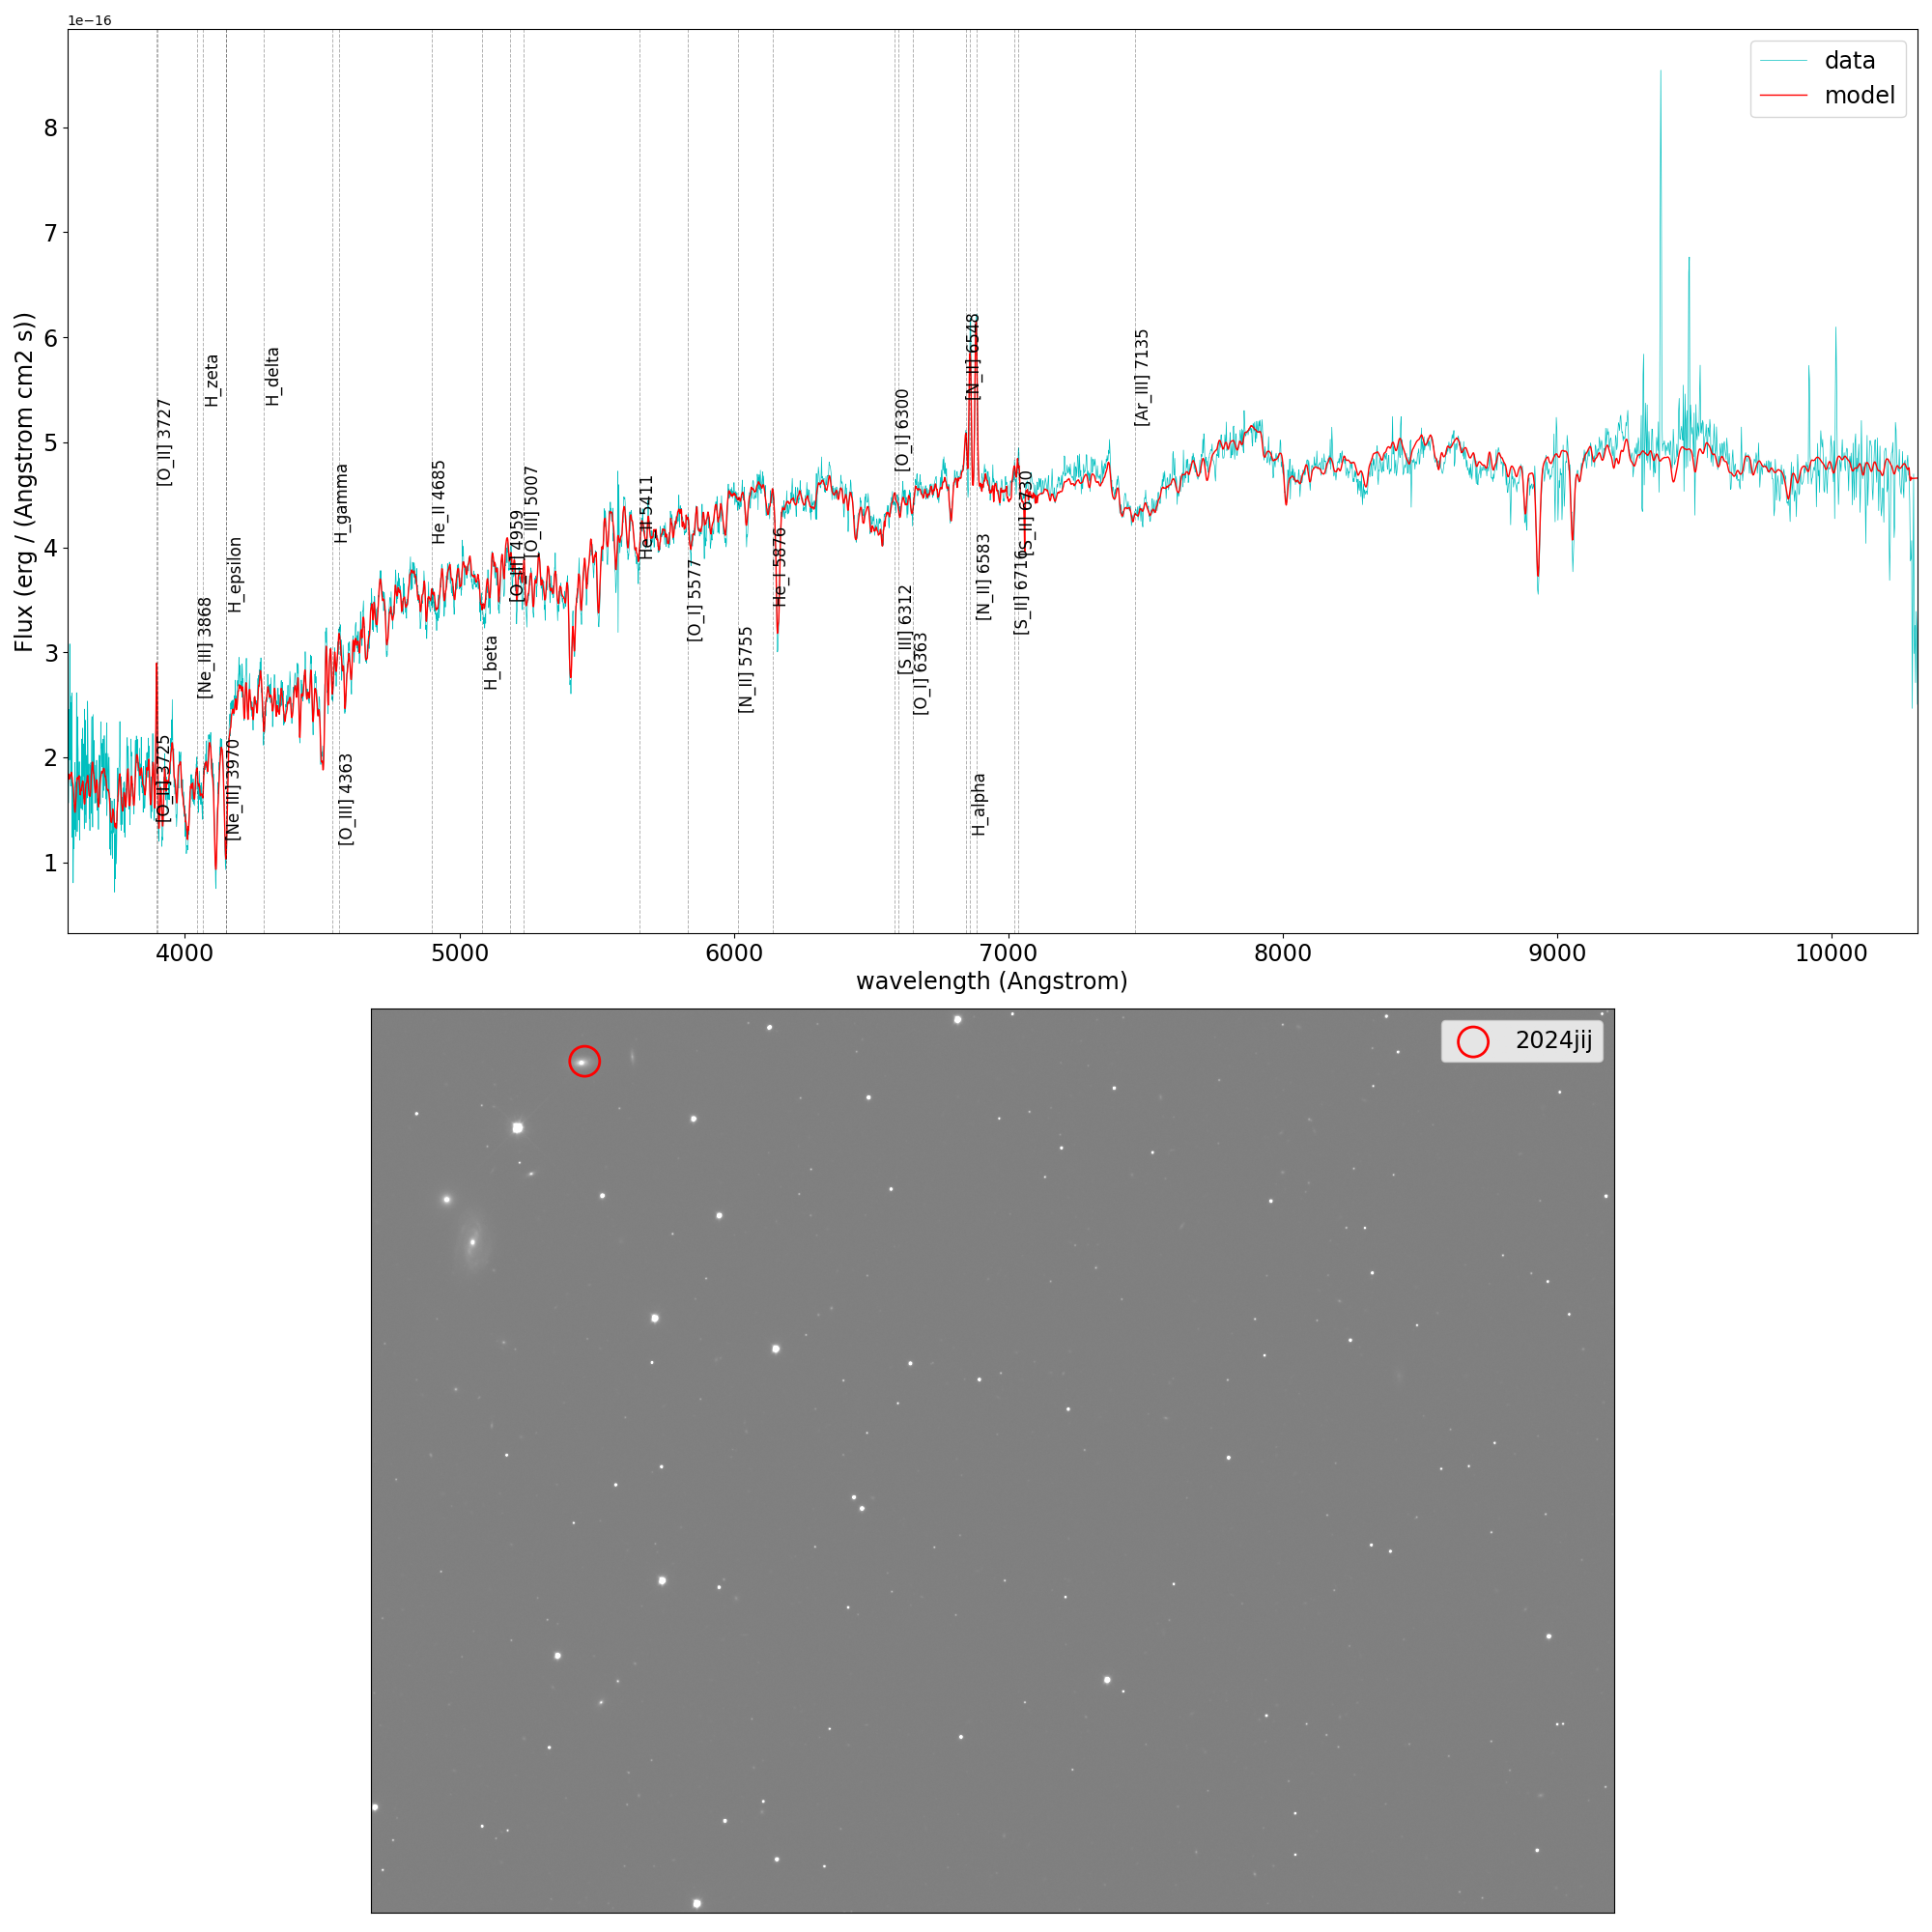 1e−16
data
model
8
7
6
5
4
3
2
1
Flux (erg / (Angstrom cm2 s))
[O_II] 3727
[O_II] 3725
[Ne_III] 3868
H_zeta
H_epsilon
[Ne_III] 3970
H_delta
H_gamma
[O_III] 4363
He_II 4685
H_beta
[O_III] 4959
[O_III] 5007
He_II 5411
[O_I] 5577
[N_II] 5755
He_I 5876
[O_I] 6300
[S_III] 6312
[O_I] 6363
[N_II] 6548
H_alpha
[N_II] 6583
[S_II] 6716
[S_II] 6730
[Ar_III] 7135
4000
5000
6000
7000
8000
9000
10000
wavelength (Angstrom)
2024jij